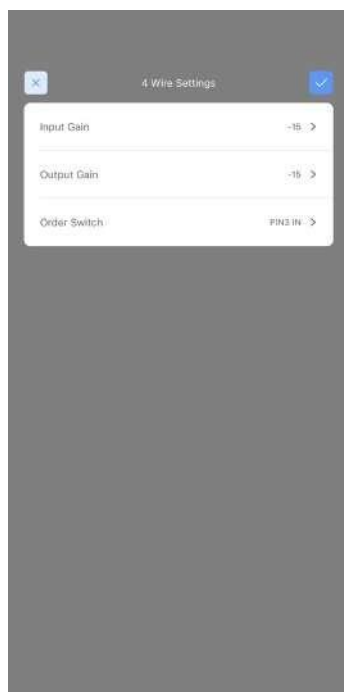 4 Wire Settings
Input Gain -15
Output Gain -15
Order Switch PIN3 IN